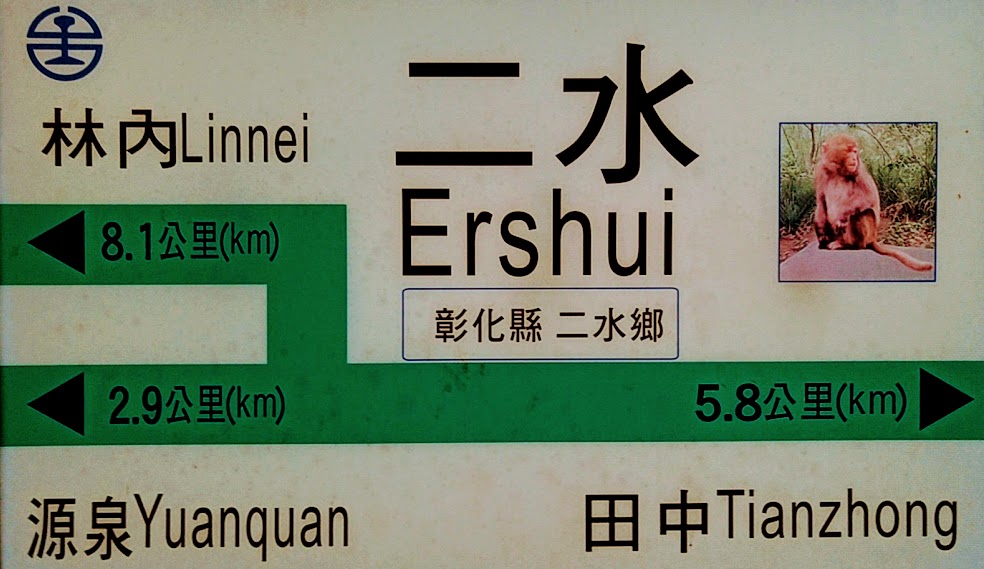 二水
林內Linnei
Ershui
8.1公里(km)
彰化縣 二水鄉
2.9公里(km)
5.8公里(km)
源泉Yuanquan
田中Tianzhong